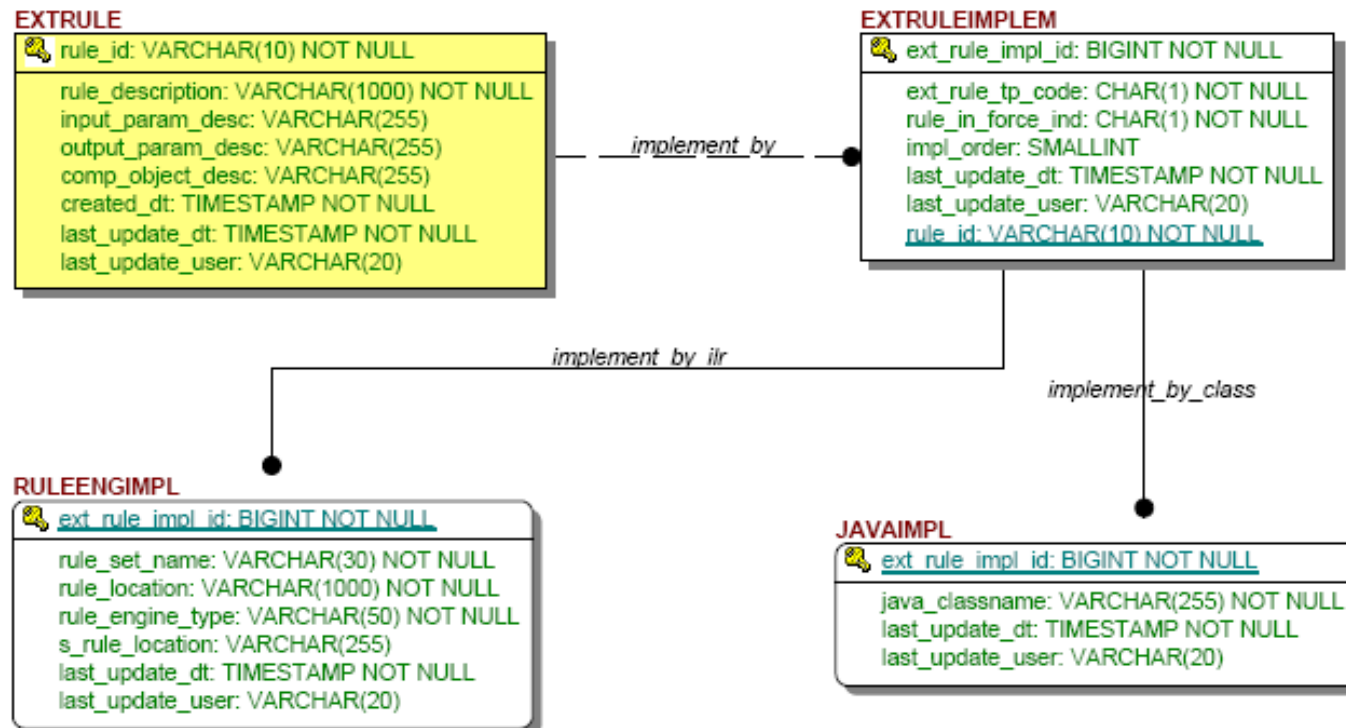 EXTRULE
rule_id: VARCHAR(10) NOT NULL
rule_description: VARCHAR(1000) NOT NULL
input_param_desc: VARCHAR(255)
output_param_desc: VARCHAR(255)
comp_object_desc: VARCHAR(255)
created_dt: TIMESTAMP NOT NULL
last_update_dt: TIMESTAMP NOT NULL
last_update_user: VARCHAR(20)
implement_by
EXTRULEIMPLEM
ext_rule_impl_id: BIGINT NOT NULL
ext_rule_tp_code: CHAR(1) NOT NULL
rule_in_force_ind: CHAR(1) NOT NULL
impl_order: SMALLINT
last_update_dt: TIMESTAMP NOT NULL
last_update_user: VARCHAR(20)
rule_id: VARCHAR(10) NOT NULL
implement_by_ilr
implement_by_class
RULEENGIMPL
ext_rule_impl_id: BIGINT NOT NULL
rule_set_name: VARCHAR(30) NOT NULL
rule_location: VARCHAR(1000) NOT NULL
rule_engine_type: VARCHAR(50) NOT NULL
s_rule_location: VARCHAR(255)
last_update_dt: TIMESTAMP NOT NULL
last_update_user: VARCHAR(20)
JAVAIMPL
ext_rule_impl_id: BIGINT NOT NULL
java_classname: VARCHAR(255) NOT NULL
last_update_dt: TIMESTAMP NOT NULL
last_update_user: VARCHAR(20)